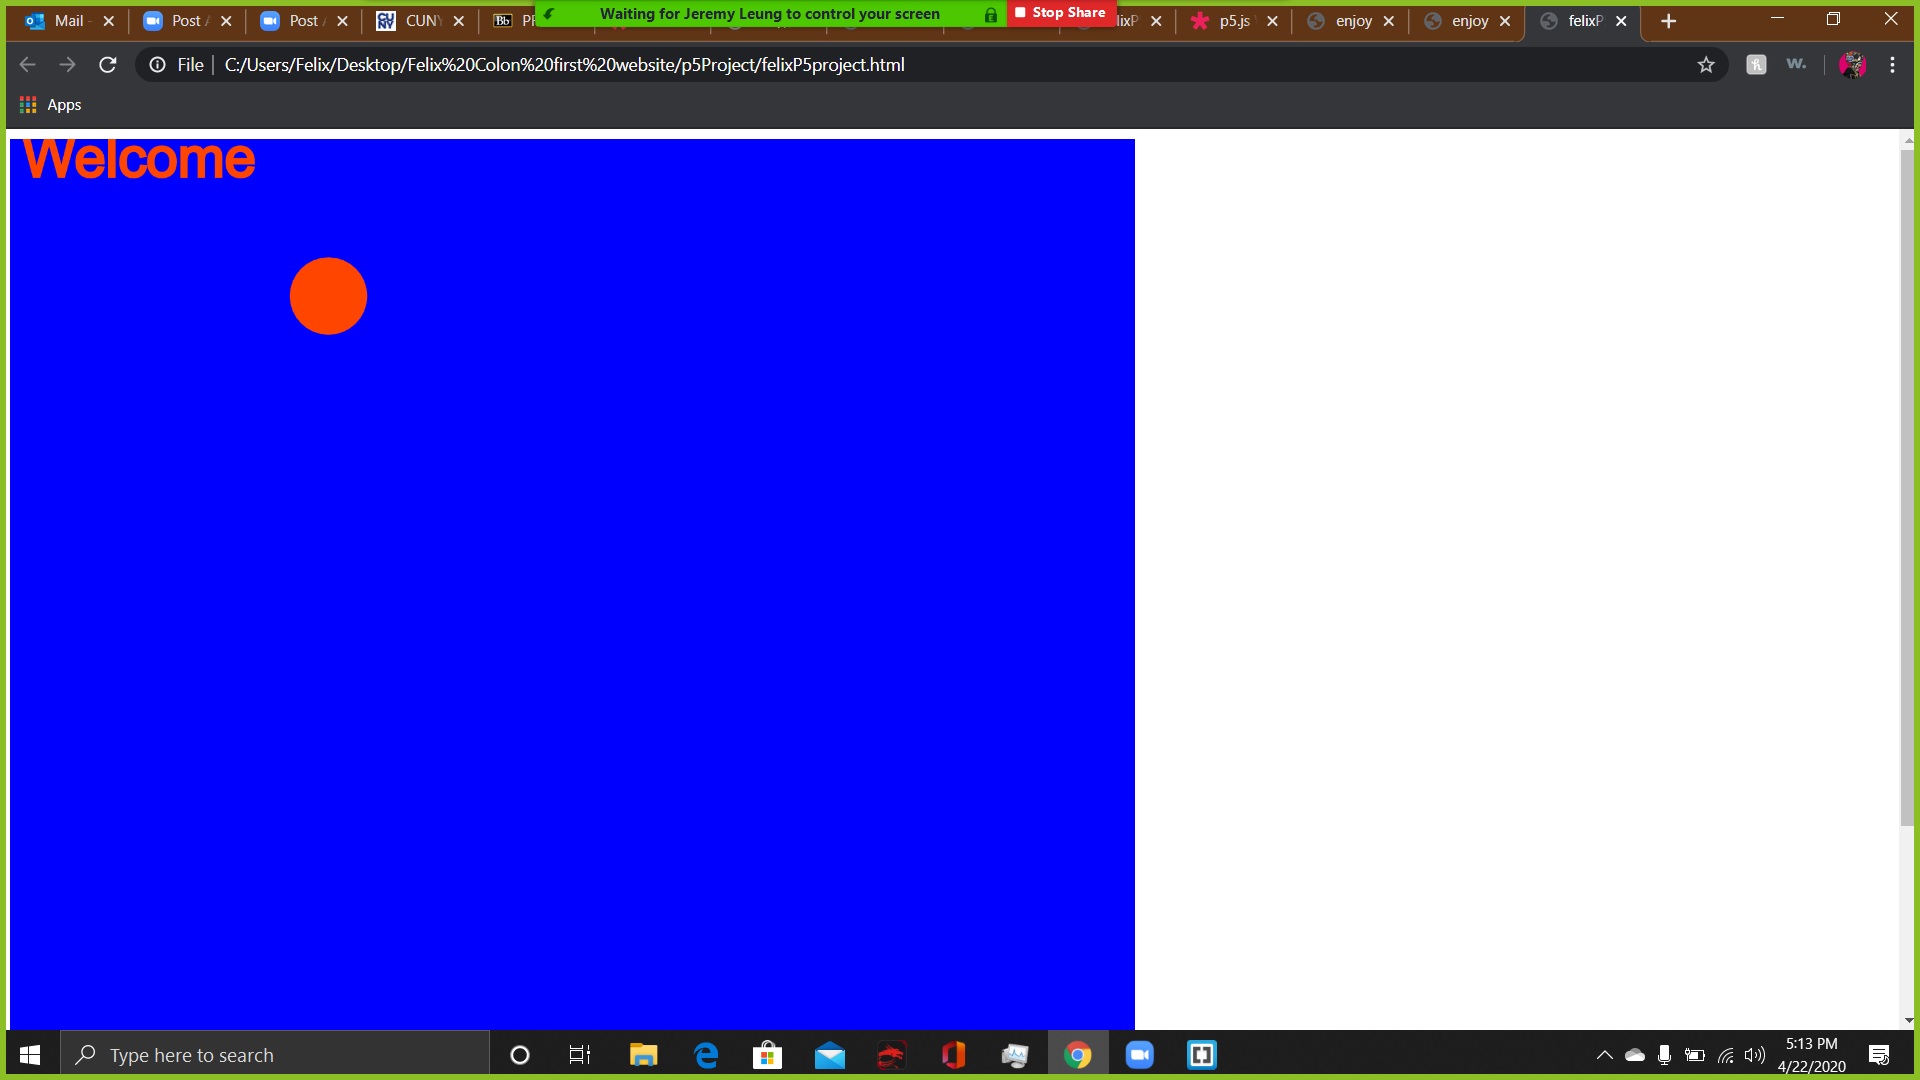 Waiting for Jeremy Leung to control your screen Stop Share
Mail - Post A Post A CUNY Bb lixP p5.js enjoy enjoy felixP
File C:/Users/Felix/Desktop/Felix%20Colon%20first%20website/p5Project/felixP5project.html
w.
Apps
Welcome
Type here to search
5:13 PM
4/22/2020